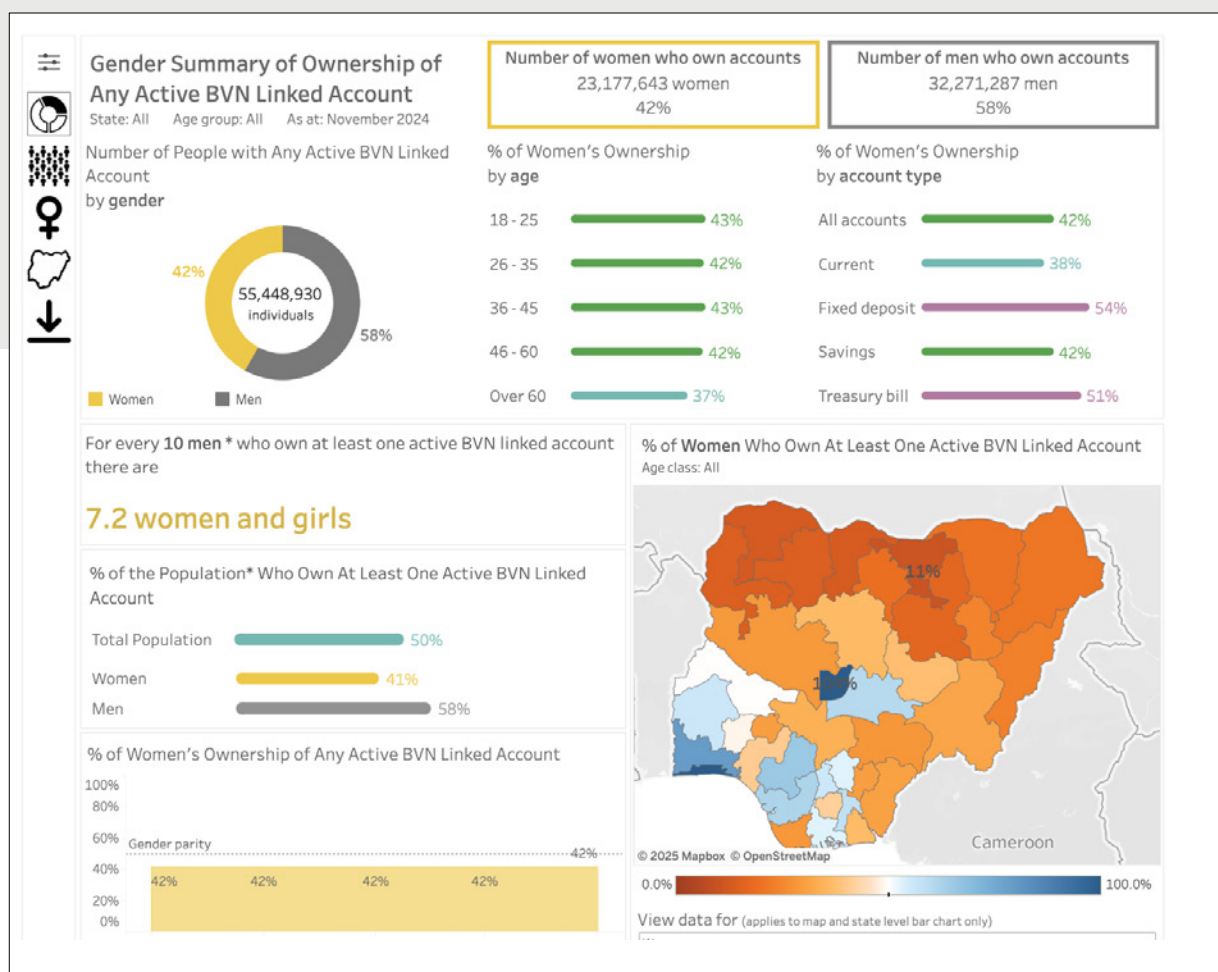 Gender Summary of Ownership of
Any Active BVN Linked Account
State: All Age group: All As at: November 2024
Number of women who own accounts
23,177,643 women
42%
Number of men who own accounts
32,271,287 men
58%
Number of People with Any Active BVN Linked
Account
by gender
42%
55,448,930
individuals
58%
Women
Men
% of Women's Ownership
by age
18 - 25 43%
26 - 35 42%
36 - 45 43%
46 - 60 42%
Over 60 37%
% of Women's Ownership
by account type
All accounts 42%
Current 38%
Fixed deposit 54%
Savings 42%
Treasury bill 51%
For every 10 men * who own at least one active BVN linked account
there are
7.2 women and girls
% of the Population* Who Own At Least One Active BVN Linked
Account
Total Population 50%
Women 41%
Men 58%
% of Women's Ownership of Any Active BVN Linked Account
100%
80%
60%
40%
20%
0%
Gender parity
42%
42%
42%
42%
42%
% of Women Who Own At Least One Active BVN Linked Account
Age class: All
11%
Cameroon
© 2025 Mapbox © OpenStreetMap
0.0%
100.0%
View data for (applies to map and state level bar chart only)